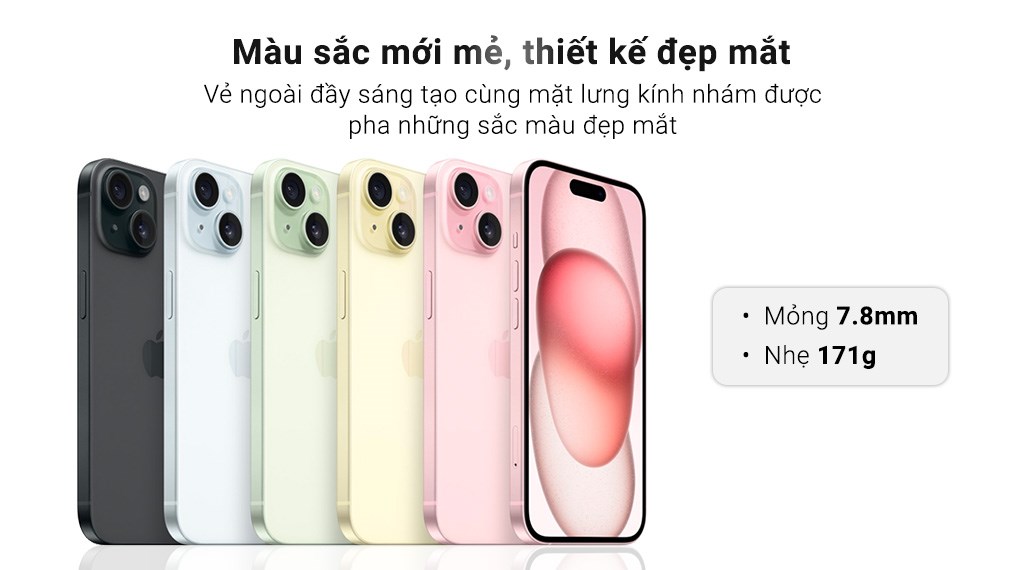 Màu sắc mới mẻ, thiết kế đẹp mắt
Vẻ ngoài đầy sáng tạo cùng mặt lưng kính nhám được
pha những sắc màu đẹp mắt
• Mỏng 7.8mm
• Nhẹ 171g